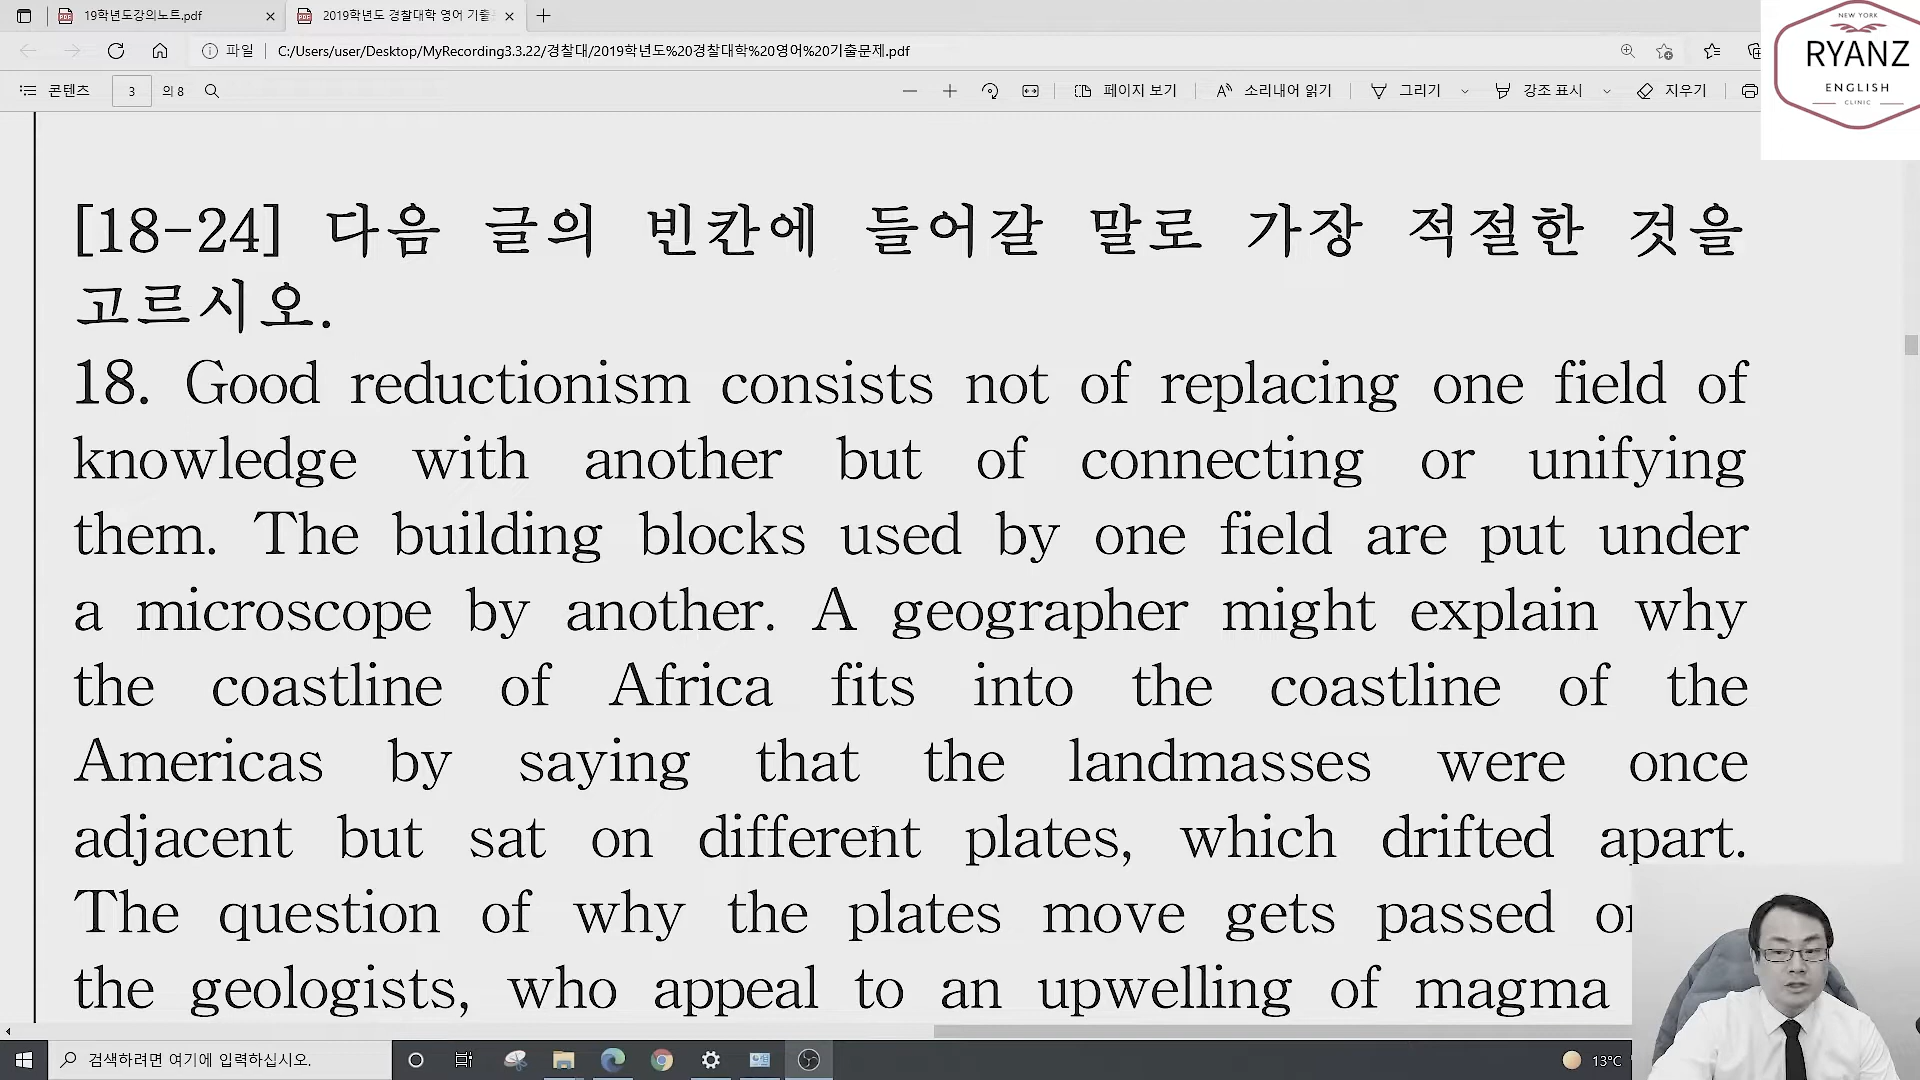 19학년도강의노트.pdf
2019학년도 경찰대학 영어 기출
파일
C:/Users/user/Desktop/MyRecording3.3.22/경찰대/2019학년도%20경찰대학%20영어%20기출문제.pdf
콘텐츠
3
의 8
페이지 보기
소리내어 읽기
그리기
강조 표시
지우기
NEW YORK
RYANZ
ENGLISH
CLINIC
[18-24] 다음 글의 빈칸에 들어갈 말로 가장 적절한 것을
고르시오.
18. Good reductionism consists not of replacing one field of
knowledge with another but of connecting or unifying
them. The building blocks used by one field are put under
a microscope by another. A geographer might explain why
the coastline of Africa fits into the coastline of the
Americas by saying that the landmasses were once
adjacent but sat on different plates, which drifted apart.
The question of why the plates move gets passed
the geologists, who appeal to an upwelling of magma
검색하려면 여기에 입력하십시오.
13°C